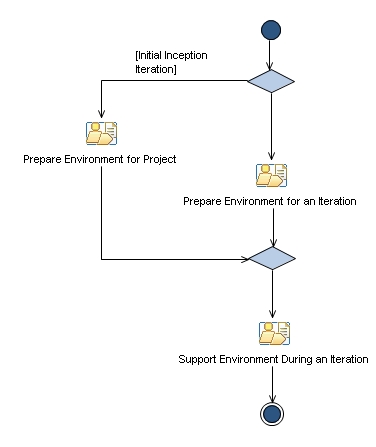 [Initial Inception
Iteration]
Prepare Environment for Project
Prepare Environment for an Iteration
Support Environment During an Iteration